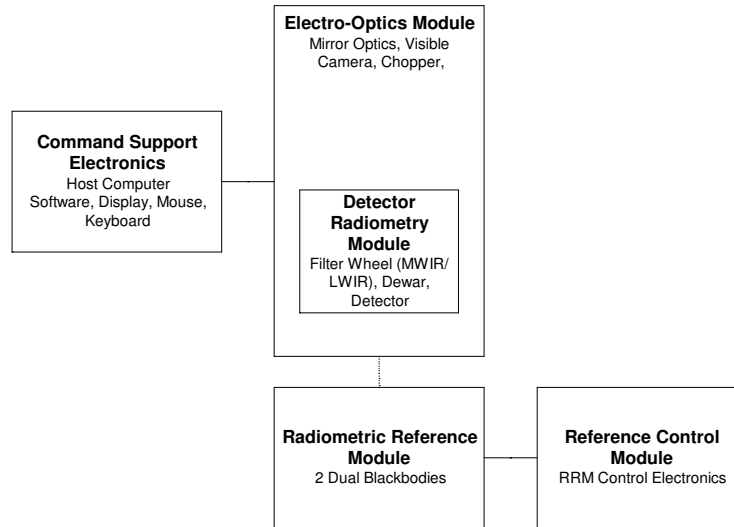 Electro-Optics Module
Mirror Optics, Visible
Camera, Chopper,
Command Support
Electronics
Host Computer
Software, Display, Mouse,
Keyboard
Detector
Radiometry
Module
Filter Wheel (MWIR/
LWIR), Dewar,
Detector
Radiometric Reference
Module
2 Dual Blackbodies
Reference Control
Module
RRM Control Electronics